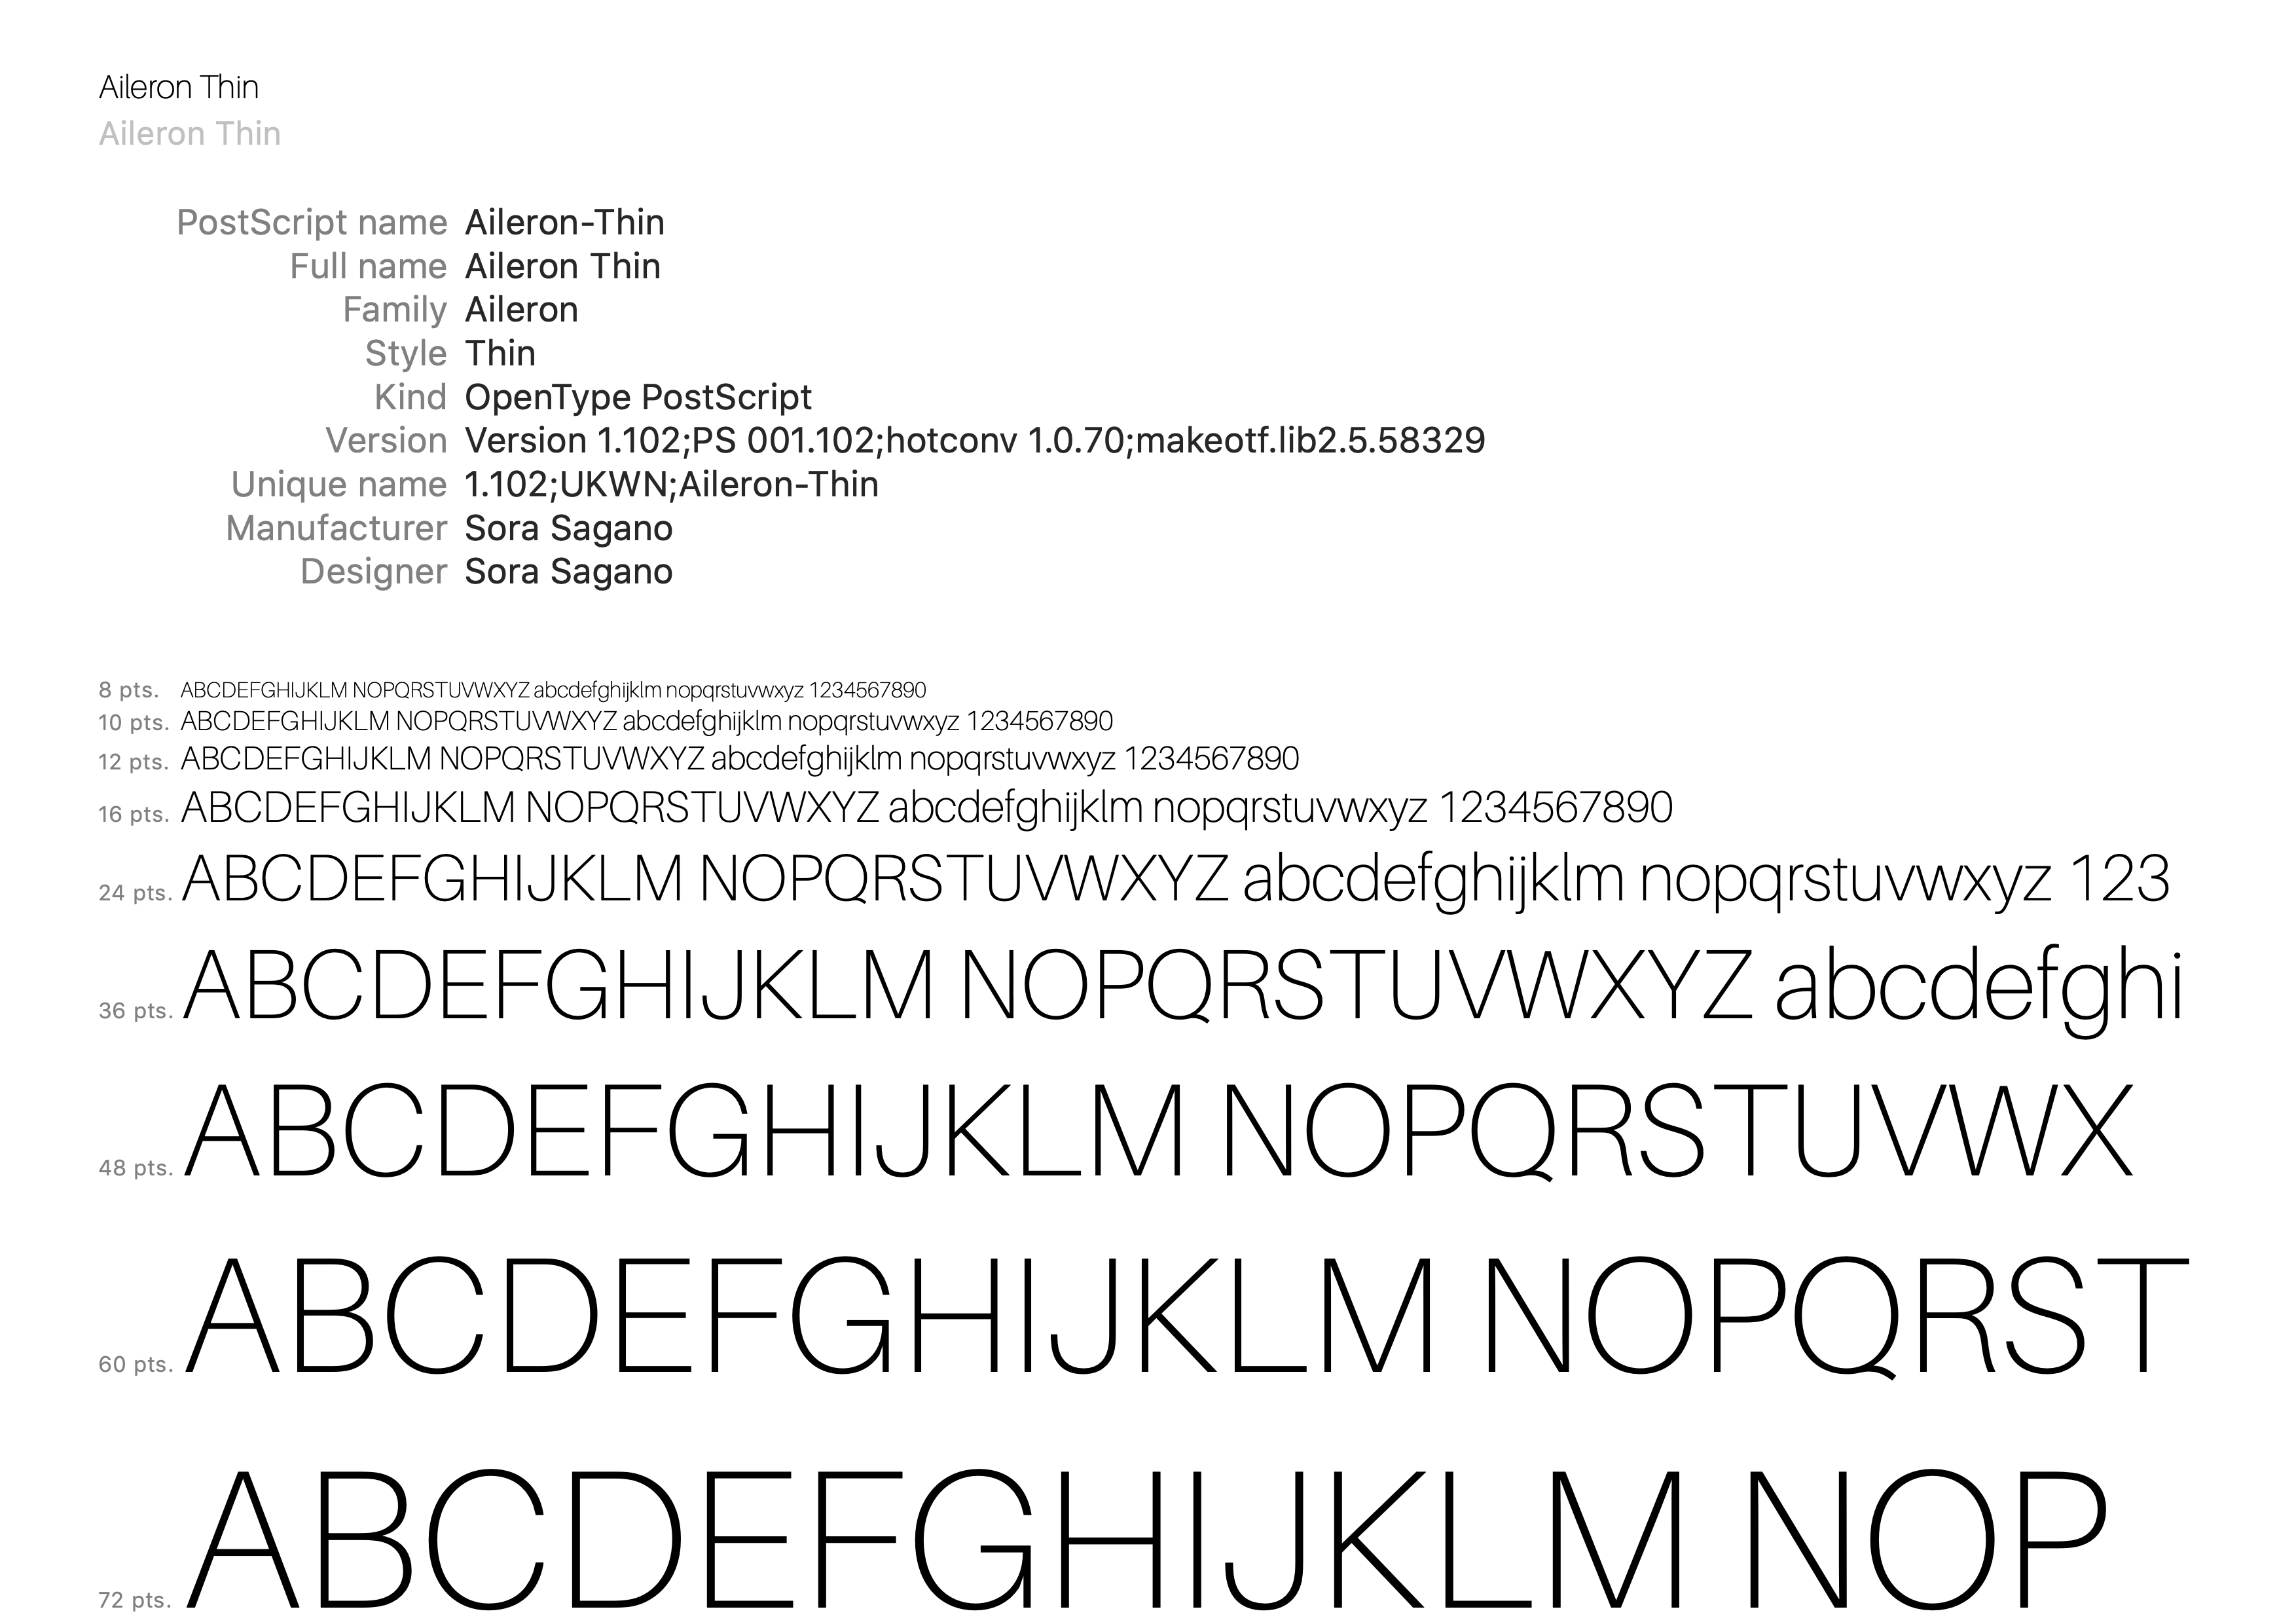 Aileron Thin
Aileron Thin
PostScript name Aileron-Thin
Full name Aileron Thin
Family Aileron
Style Thin
Kind OpenType PostScript
Version Version 1.102;PS 001.102;hotconv 1.0.70;makeotf.lib2.5.58329
Unique name 1.102;UKWN;Aileron-Thin
Manufacturer Sora Sagano
Designer Sora Sagano
8 pts. ABCDEFGHIJKLM NOPQRSTUVWXYZ abcdefghijklm nopqrstuvwxyz 1234567890
10 pts. ABCDEFGHIJKLM NOPQRSTUVWXYZ abcdefghijklm nopqrstuvwxyz 1234567890
12 pts. ABCDEFGHIJKLM NOPQRSTUVWXYZ abcdefghijklm nopqrstuvwxyz 1234567890
16 pts. ABCDEFGHIJKLM NOPQRSTUVWXYZ abcdefghijklm nopqrstuvwxyz 1234567890
24 pts. ABCDEFGHIJKLM NOPQRSTUVWXYZ abcdefghijklm nopqrstuvwxyz 123
36 pts. ABCDEFGHIJKLM NOPQRSTUVWXYZ abcdefghi
48 pts. ABCDEFGHIJKLM NOPQRSTUVWX
60 pts. ABCDEFGHIJKLM NOPQRST
72 pts. ABCDEFGHIJKLM NOP